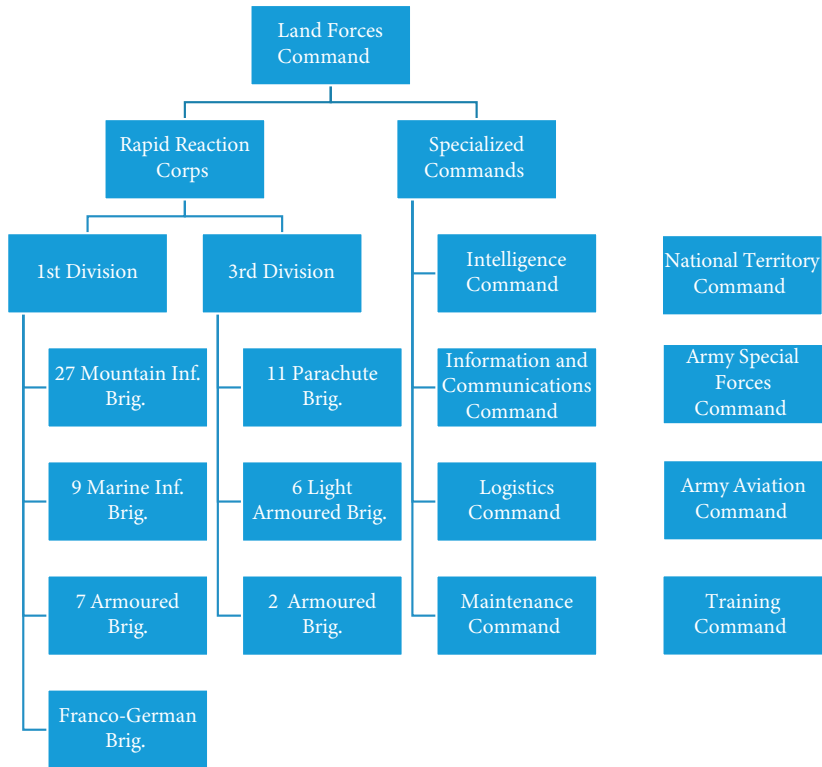 Land Forces
Command
Rapid Reaction
Corps
Specialized
Commands
1st Division
3rd Division
Intelligence
Command
National Territory
Command
27 Mountain Inf.
Brig.
11 Parachute
Brig.
Information and
Communications
Command
Army Special
Forces
Command
9 Marine Inf.
Brig.
6 Light
Armoured Brig.
Logistics
Command
Army Aviation
Command
7 Armoured
Brig.
2 Armoured
Brig.
Maintenance
Command
Training
Command
Franco-German
Brig.